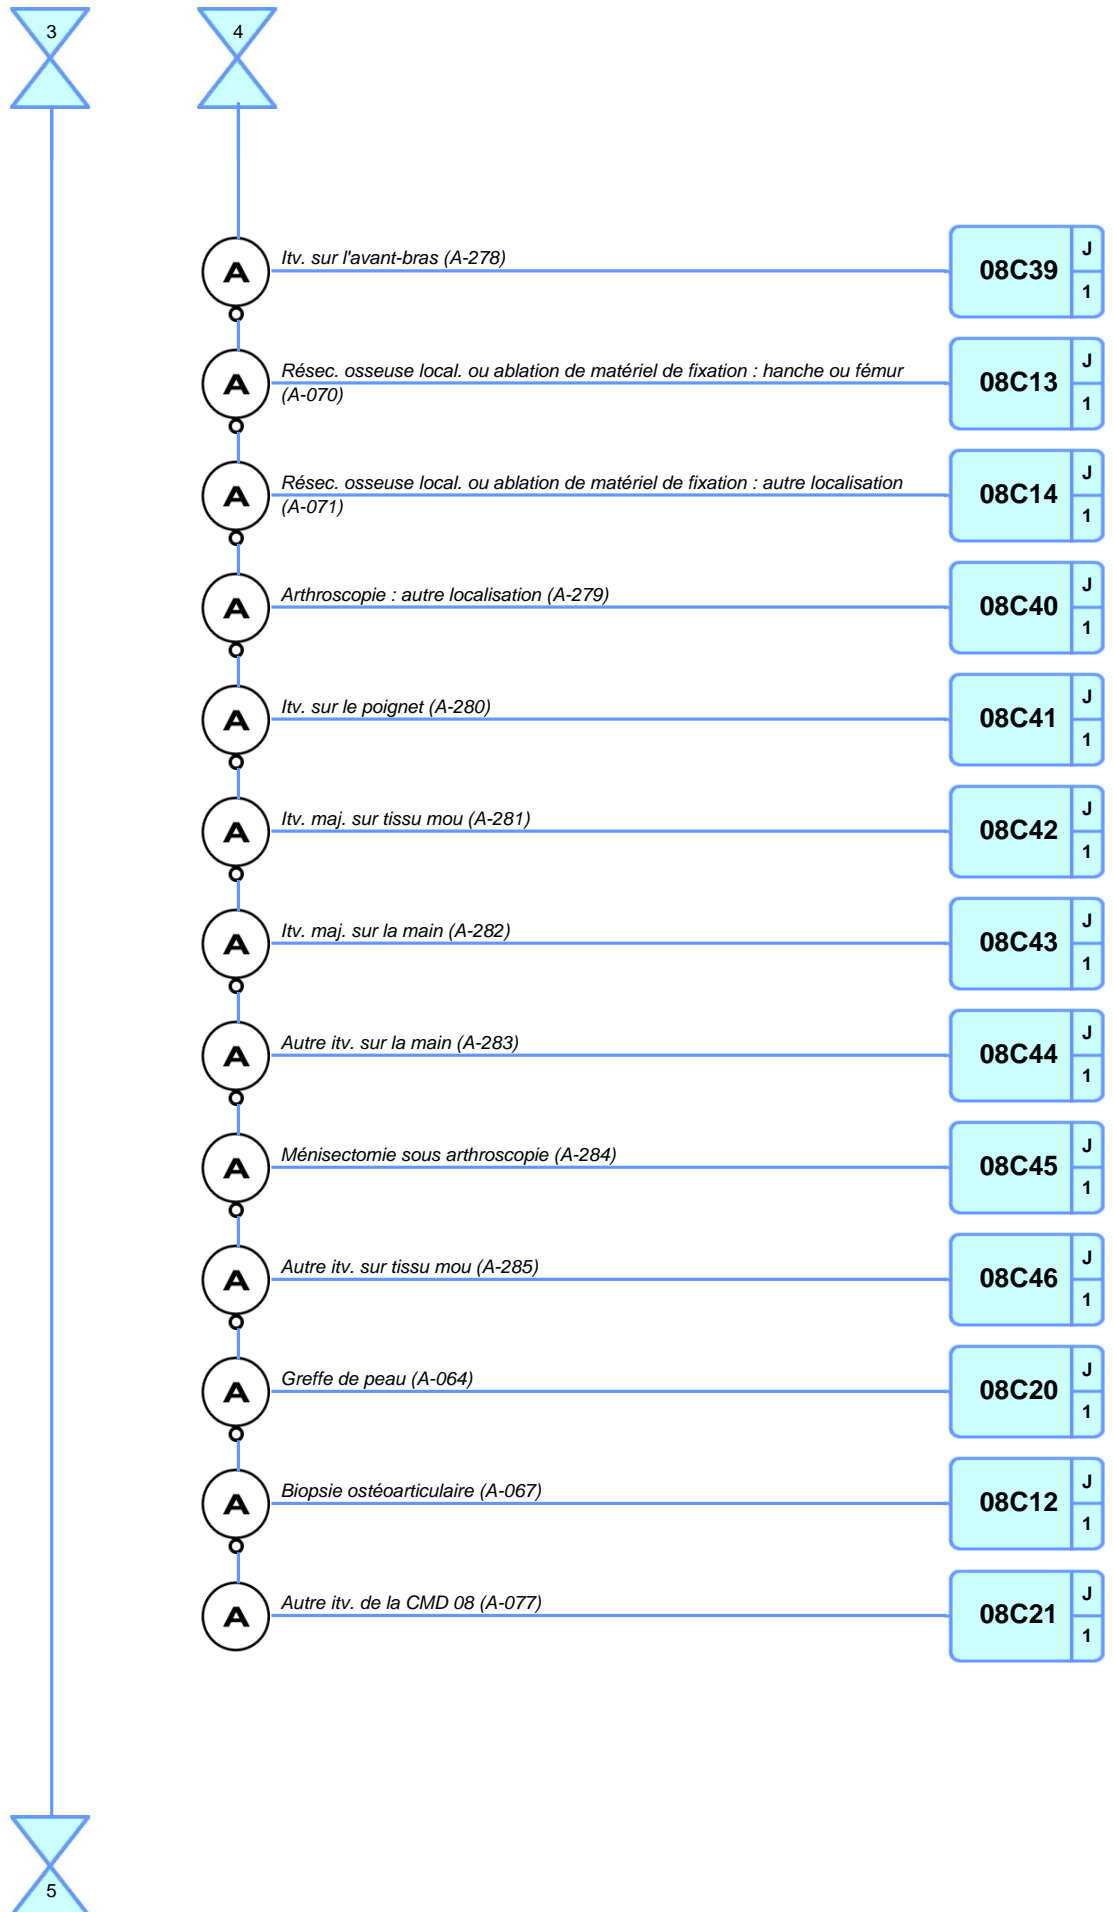 3
4
A
Itv. sur l'avant-bras (A-278)
08C39
J
1
A
Résec. osseuse local. ou ablation de matériel de fixation : hanche ou fémur
(A-070)
08C13
J
1
A
Résec. osseuse local. ou ablation de matériel de fixation : autre localisation
(A-071)
08C14
J
1
A
Arthroscopie : autre localisation (A-279)
08C40
J
1
A
Itv. sur le poignet (A-280)
08C41
J
1
A
Itv. maj. sur tissu mou (A-281)
08C42
J
1
A
Itv. maj. sur la main (A-282)
08C43
J
1
A
Autre itv. sur la main (A-283)
08C44
J
1
A
Ménisectomie sous arthroscopie (A-284)
08C45
J
1
A
Autre itv. sur tissu mou (A-285)
08C46
J
1
A
Greffe de peau (A-064)
08C20
J
1
A
Biopsie ostéoarticulaire (A-067)
08C12
J
1
A
Autre itv. de la CMD 08 (A-077)
08C21
J
1
5